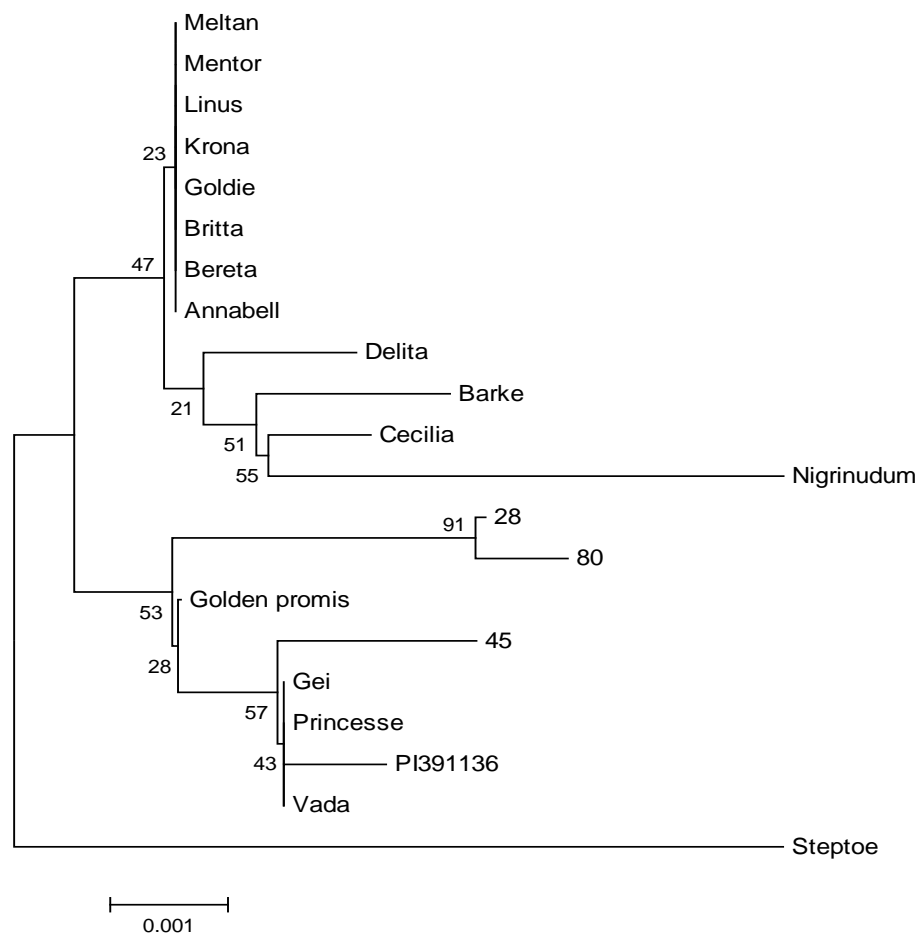 Meltan
Mentor
Linus
Krona
23
Goldie
Britta
47
Bereta
Annabell
Delita
Barke
21
Cecilia
51
55
Nigrinudum
28
91
80
Golden promis
53
45
28
Gei
57
Princesse
43
PI391136
Vada
Steptoe
0.001